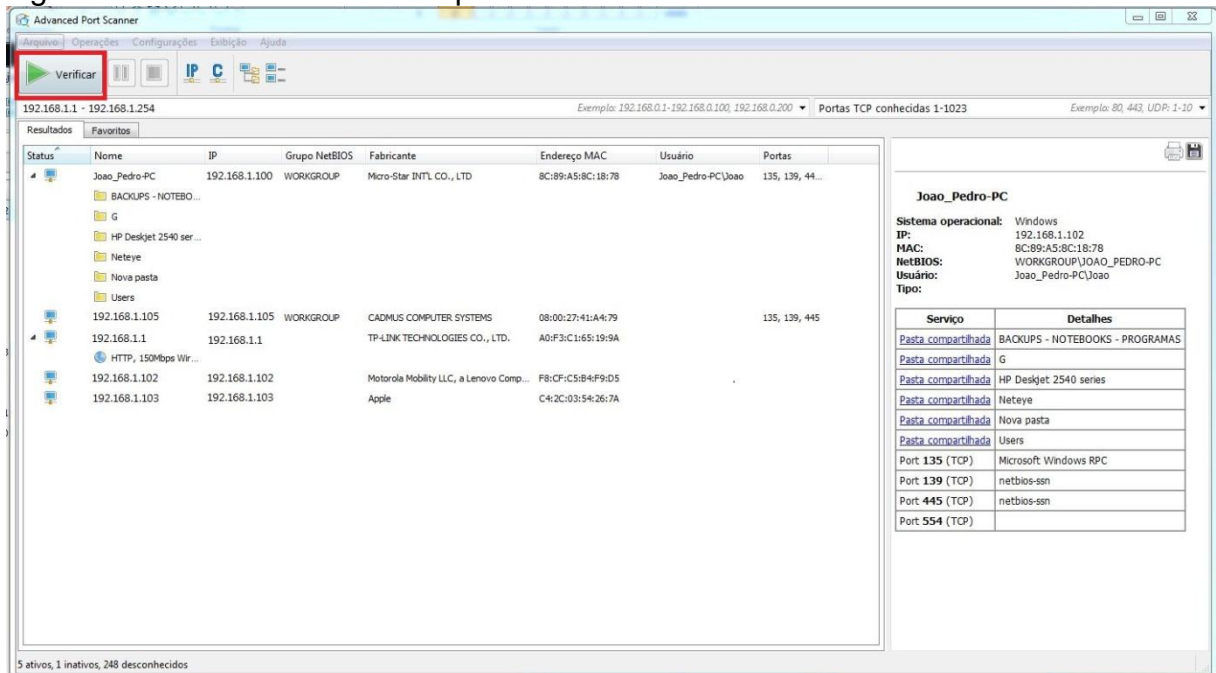 Advanced Port Scanner
Arquivo Operações Configurações Exibição Ajuda
Verificar IP C
192.168.1.1 - 192.168.1.254 Exemplo: 192.168.0.1-192.168.0.100, 192.168.0.200 Portas TCP conhecidas 1-1023 Exemplo: 80, 443, UDP: 1-10
Resultados Favoritos
Status Nome IP Grupo NetBIOS Fabricante Endereço MAC Usuário Portas
Joao_Pedro-PC 192.168.1.100 WORKGROUP Micro-Star INT'L CO., LTD 8C:89:A5:8C:18:78 Joao_Pedro-PC\Joao 135, 139, 44...
BACKUPS - NOTEBO...
G
HP Deskjet 2540 ser...
Neteye
Nova pasta
Users
192.168.1.105 192.168.1.105 WORKGROUP CADMUS COMPUTER SYSTEMS 08:00:27:41:A4:79 135, 139, 445
192.168.1.1 192.168.1.1 TP-LINK TECHNOLOGIES CO., LTD. A0:F3:C1:65:19:9A
HTTP, 150Mbps Wir...
192.168.1.102 192.168.1.102 Motorola Mobility LLC, a Lenovo Comp... F8:CF:C5:B4:F9:D5
192.168.1.103 192.168.1.103 Apple C4:2C:03:54:26:7A
Joao_Pedro-PC
Sistema operacional: Windows
IP: 192.168.1.102
MAC: 8C:89:A5:8C:18:78
NetBIOS: WORKGROUP\JOAO_PEDRO-PC
Usuário: Joao_Pedro-PC\Joao
Tipo:
Serviço Detalhes
Pasta compartilhada BACKUPS - NOTEBOOKS - PROGRAMAS
Pasta compartilhada G
Pasta compartilhada HP Deskjet 2540 series
Pasta compartilhada Neteye
Pasta compartilhada Nova pasta
Pasta compartilhada Users
Port 135 (TCP) Microsoft Windows RPC
Port 139 (TCP) netbios-ssn
Port 445 (TCP) netbios-ssn
Port 554 (TCP)
5 ativos, 1 inativos, 248 desconhecidos